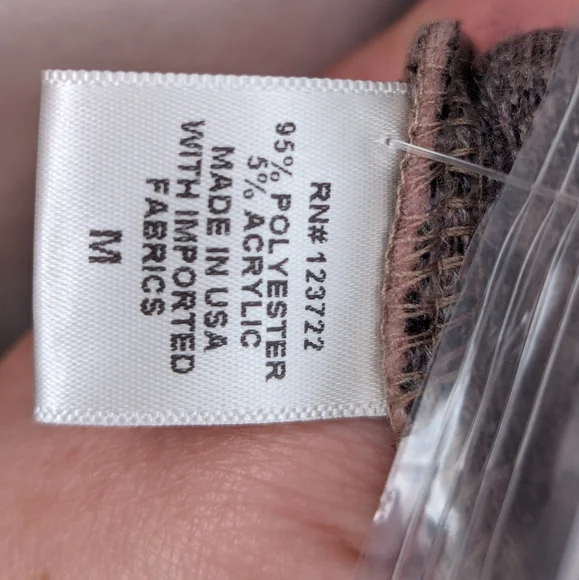 RN# 123722
95% POLYESTER
5% ACRYLIC
MADE IN USA
WITH IMPORTED
FABRICS
M